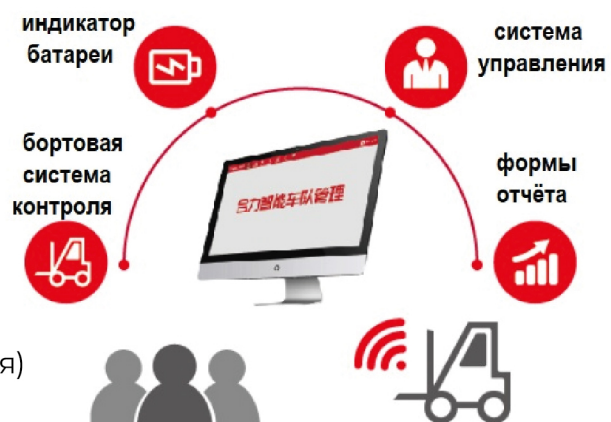 индикатор
батареи
система
управления
бортовая
система
контроля
формы
отчёта
合力智能车队管理
я)